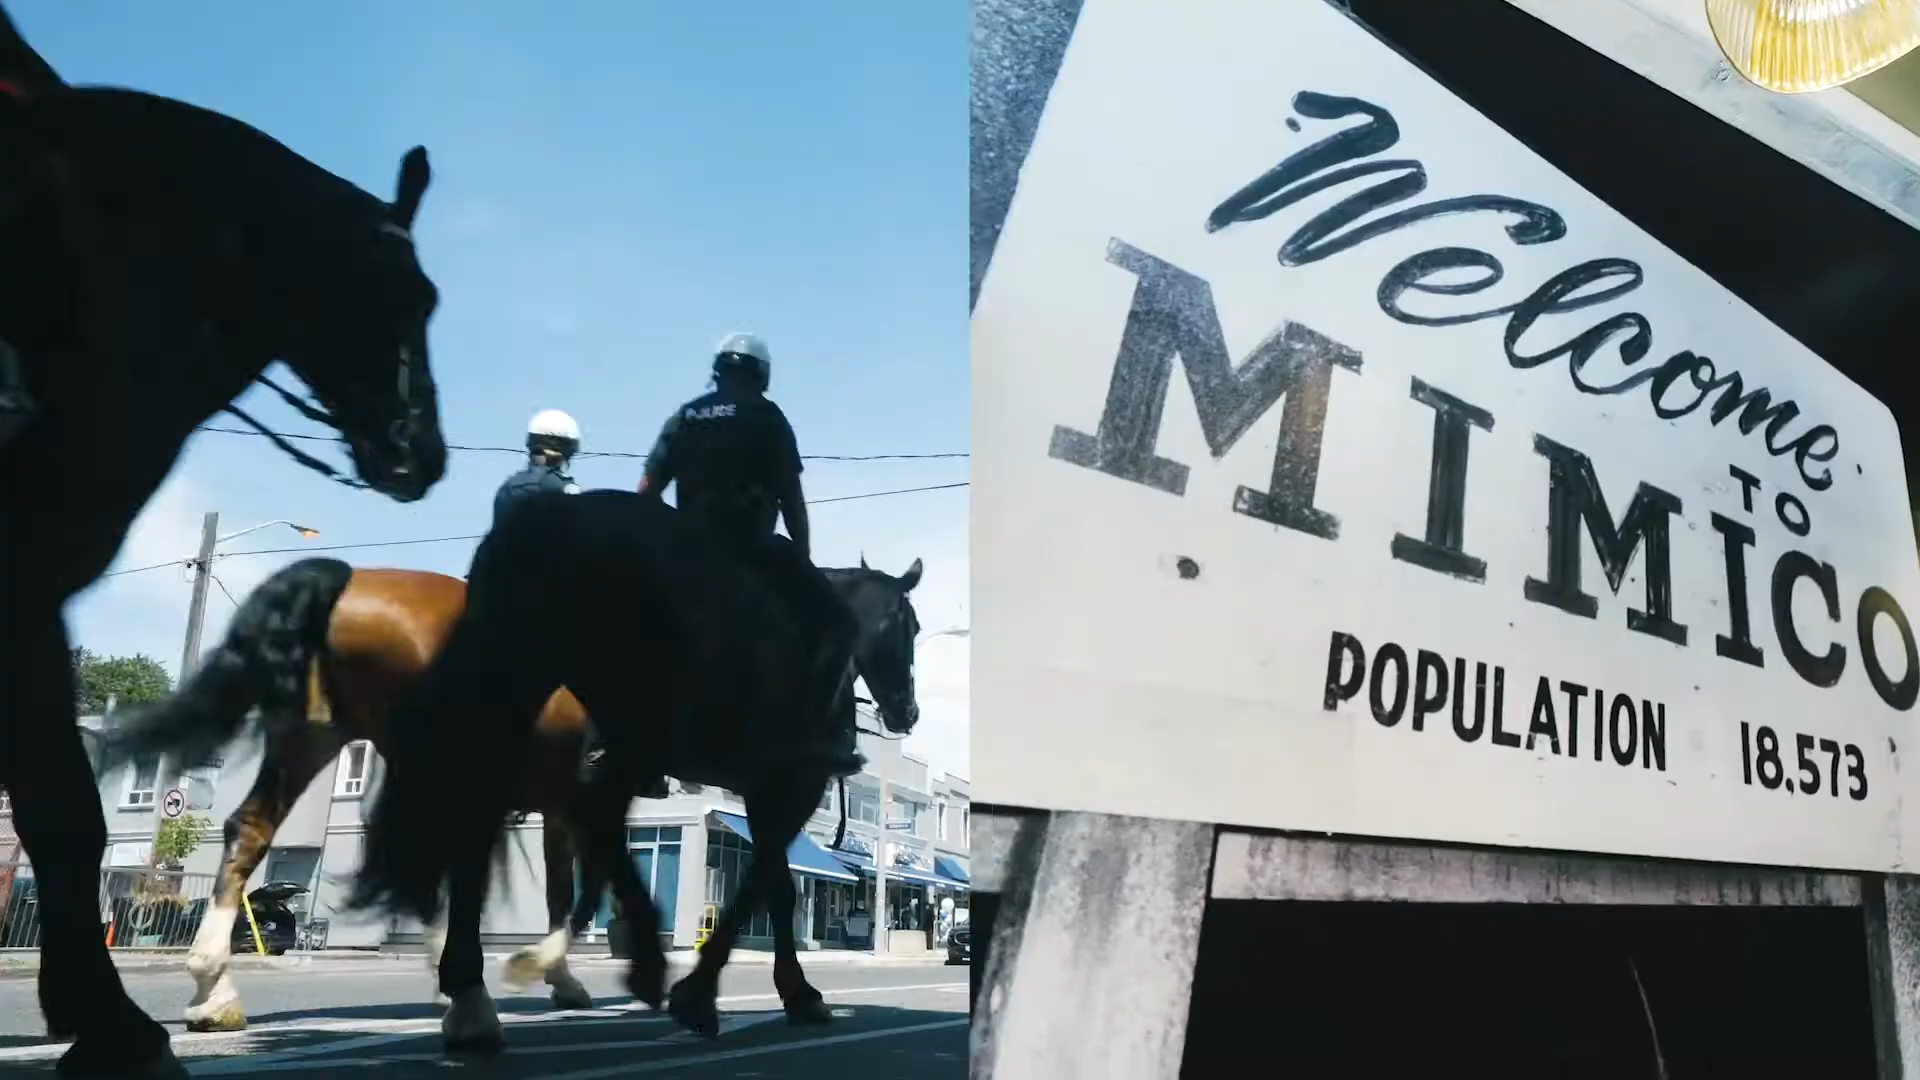 POLICE
Welcome
TO
MIMICO
POPULATION 18,573